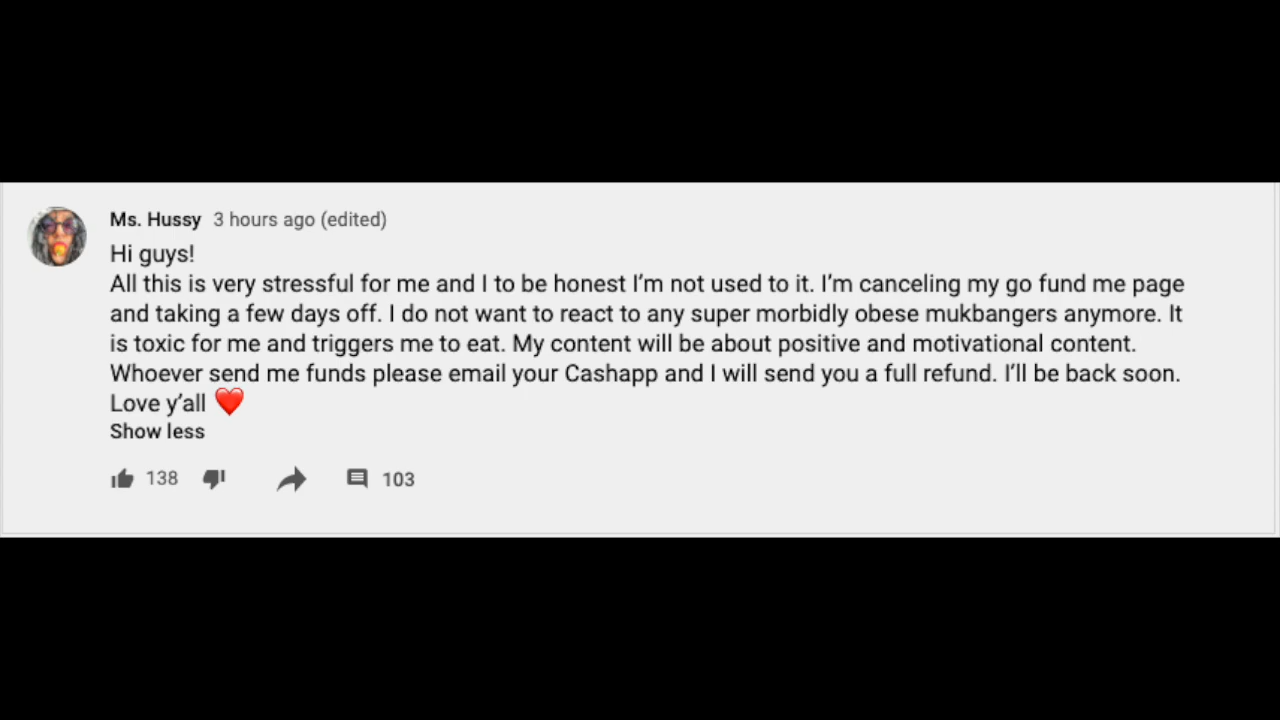 Ms. Hussy 3 hours ago (edited)
Hi guys!
All this is very stressful for me and I to be honest I’m not used to it. I’m canceling my go fund me page
and taking a few days off. I do not want to react to any super morbidly obese mukbangers anymore. It
is toxic for me and triggers me to eat. My content will be about positive and motivational content.
Whoever send me funds please email your Cashapp and I will send you a full refund. I’ll be back soon.
Love y’all ❤️
Show less
138 103